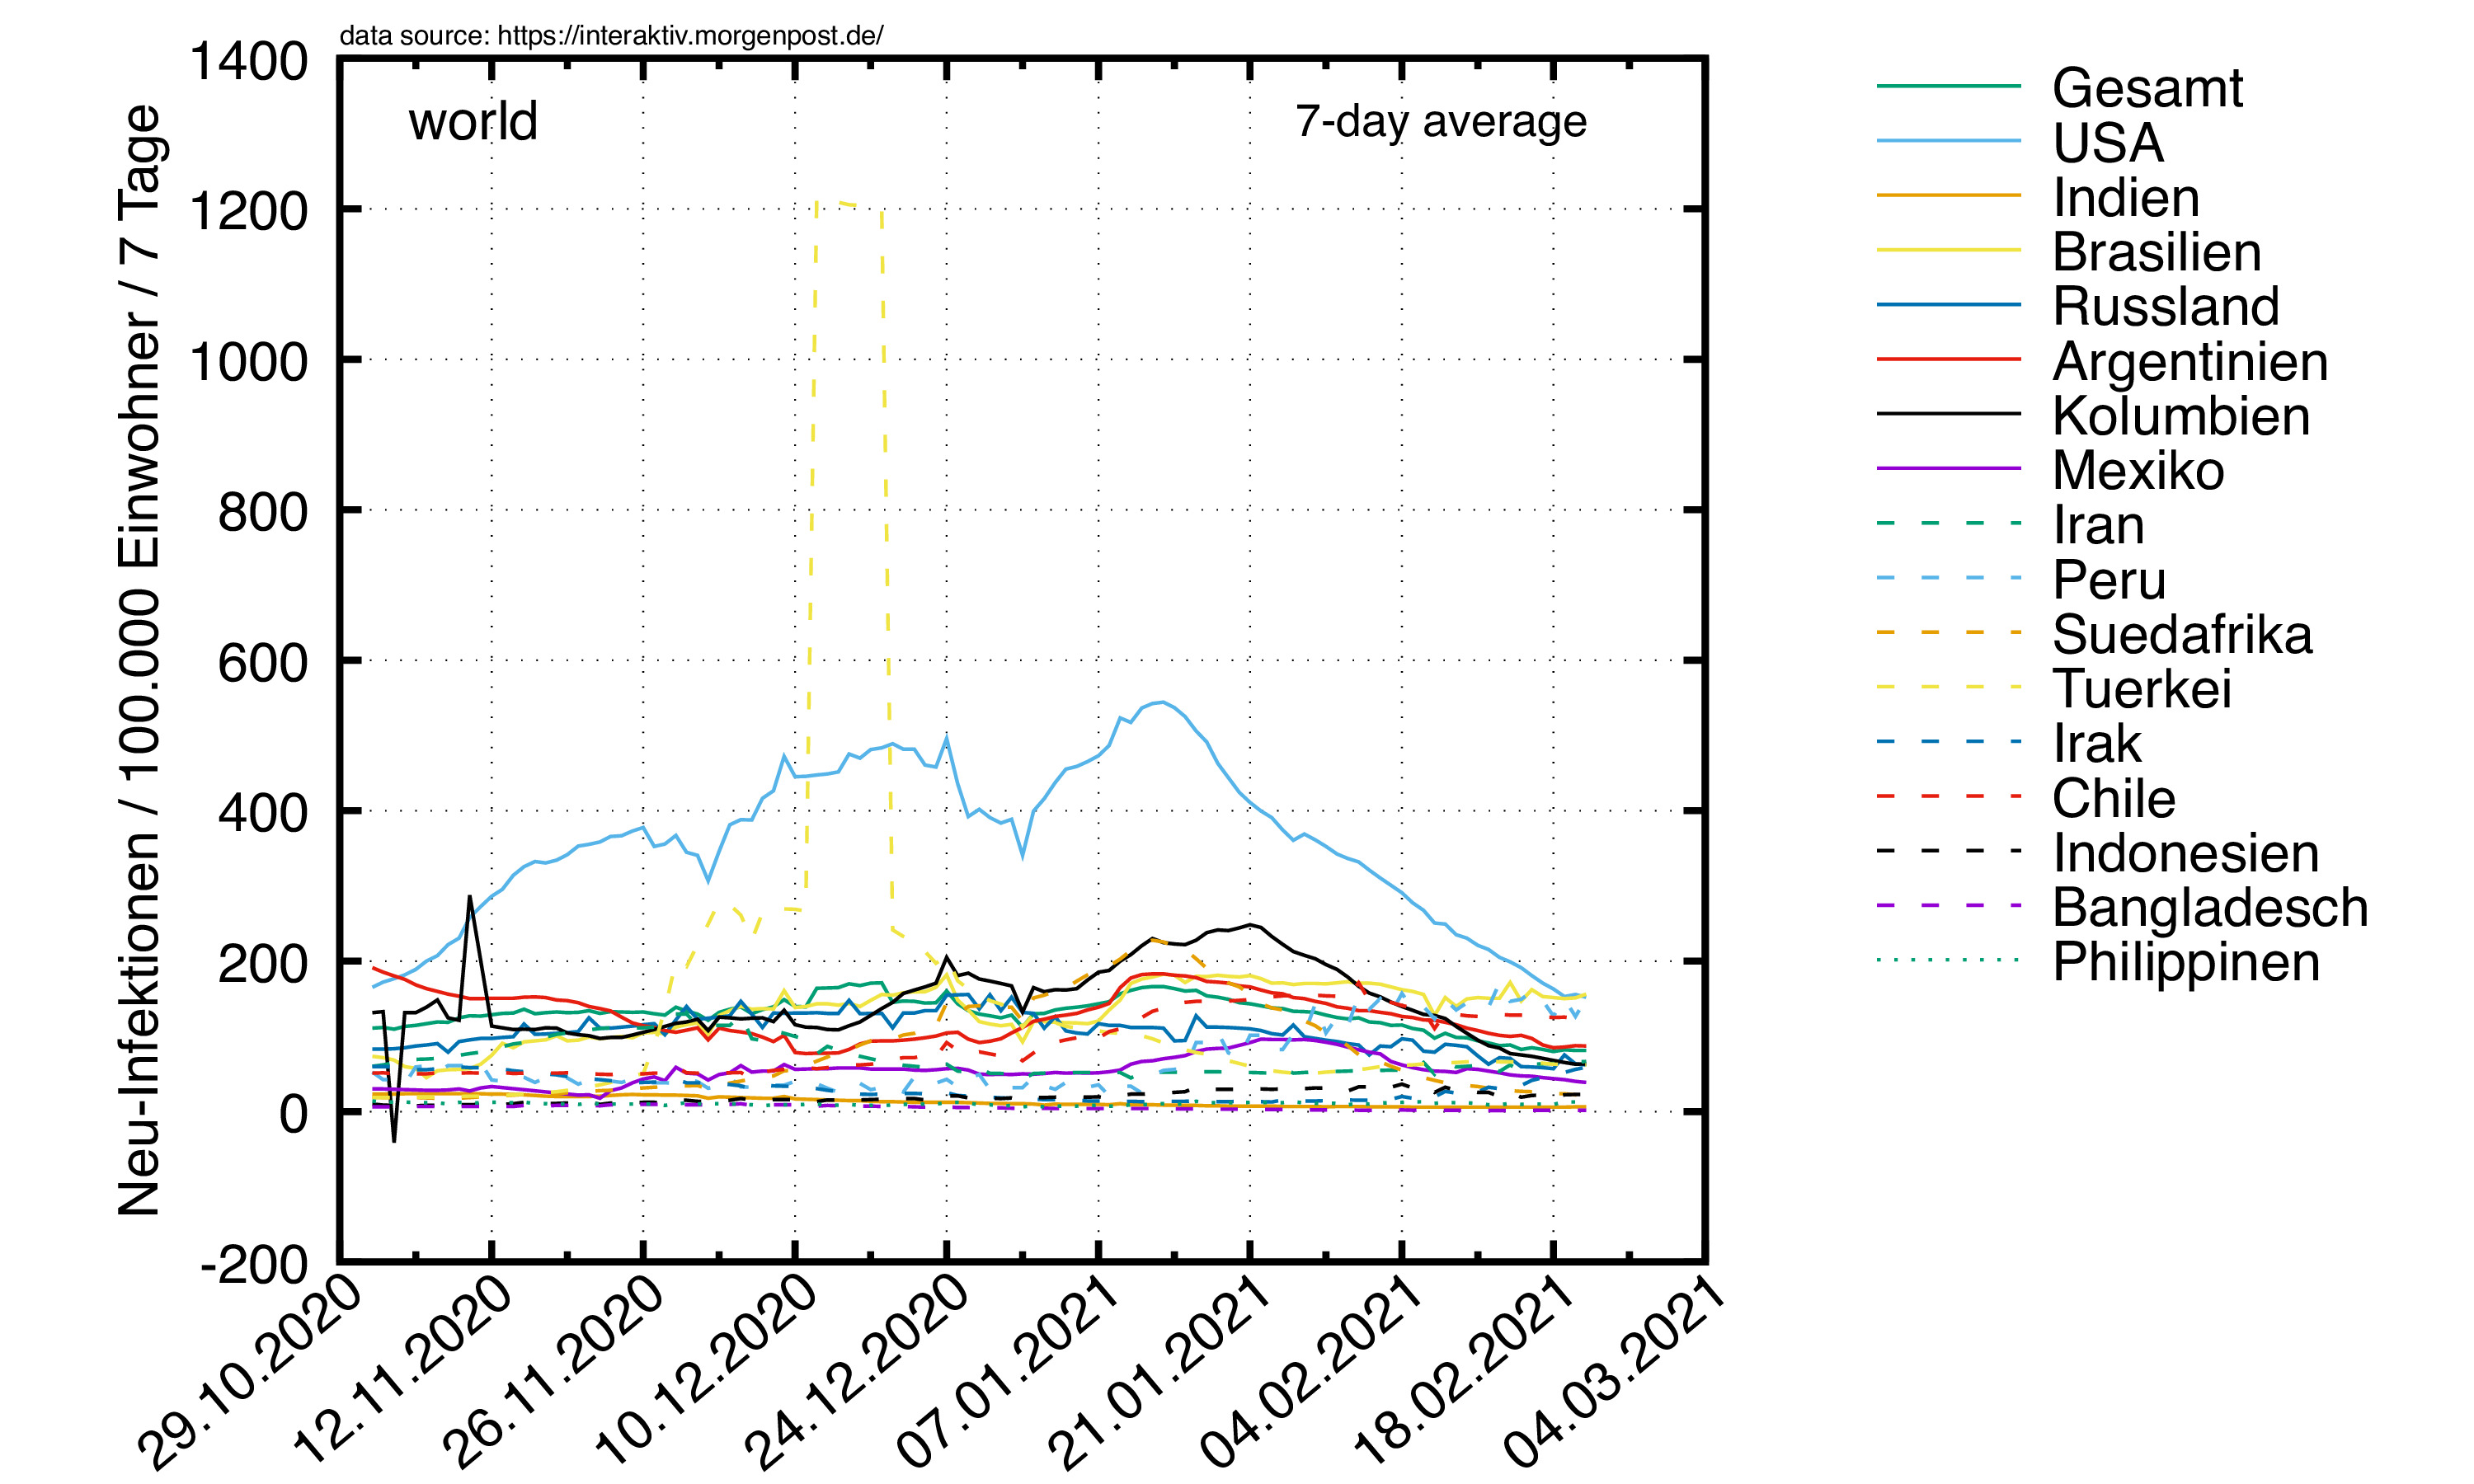 data source: https://interaktiv.morgenpost.de/
world
7-day average
Neu-Infektionen / 100.000 Einwohner / 7 Tage
1400
1200
1000
800
600
400
200
0
-200
29.10.2020
12.11.2020
26.11.2020
10.12.2020
24.12.2020
07.01.2021
21.01.2021
04.02.2021
18.02.2021
04.03.2021
Gesamt
USA
Indien
Brasilien
Russland
Argentinien
Kolumbien
Mexiko
Iran
Peru
Suedafrika
Tuerkei
Irak
Chile
Indonesien
Bangladesch
Philippinen